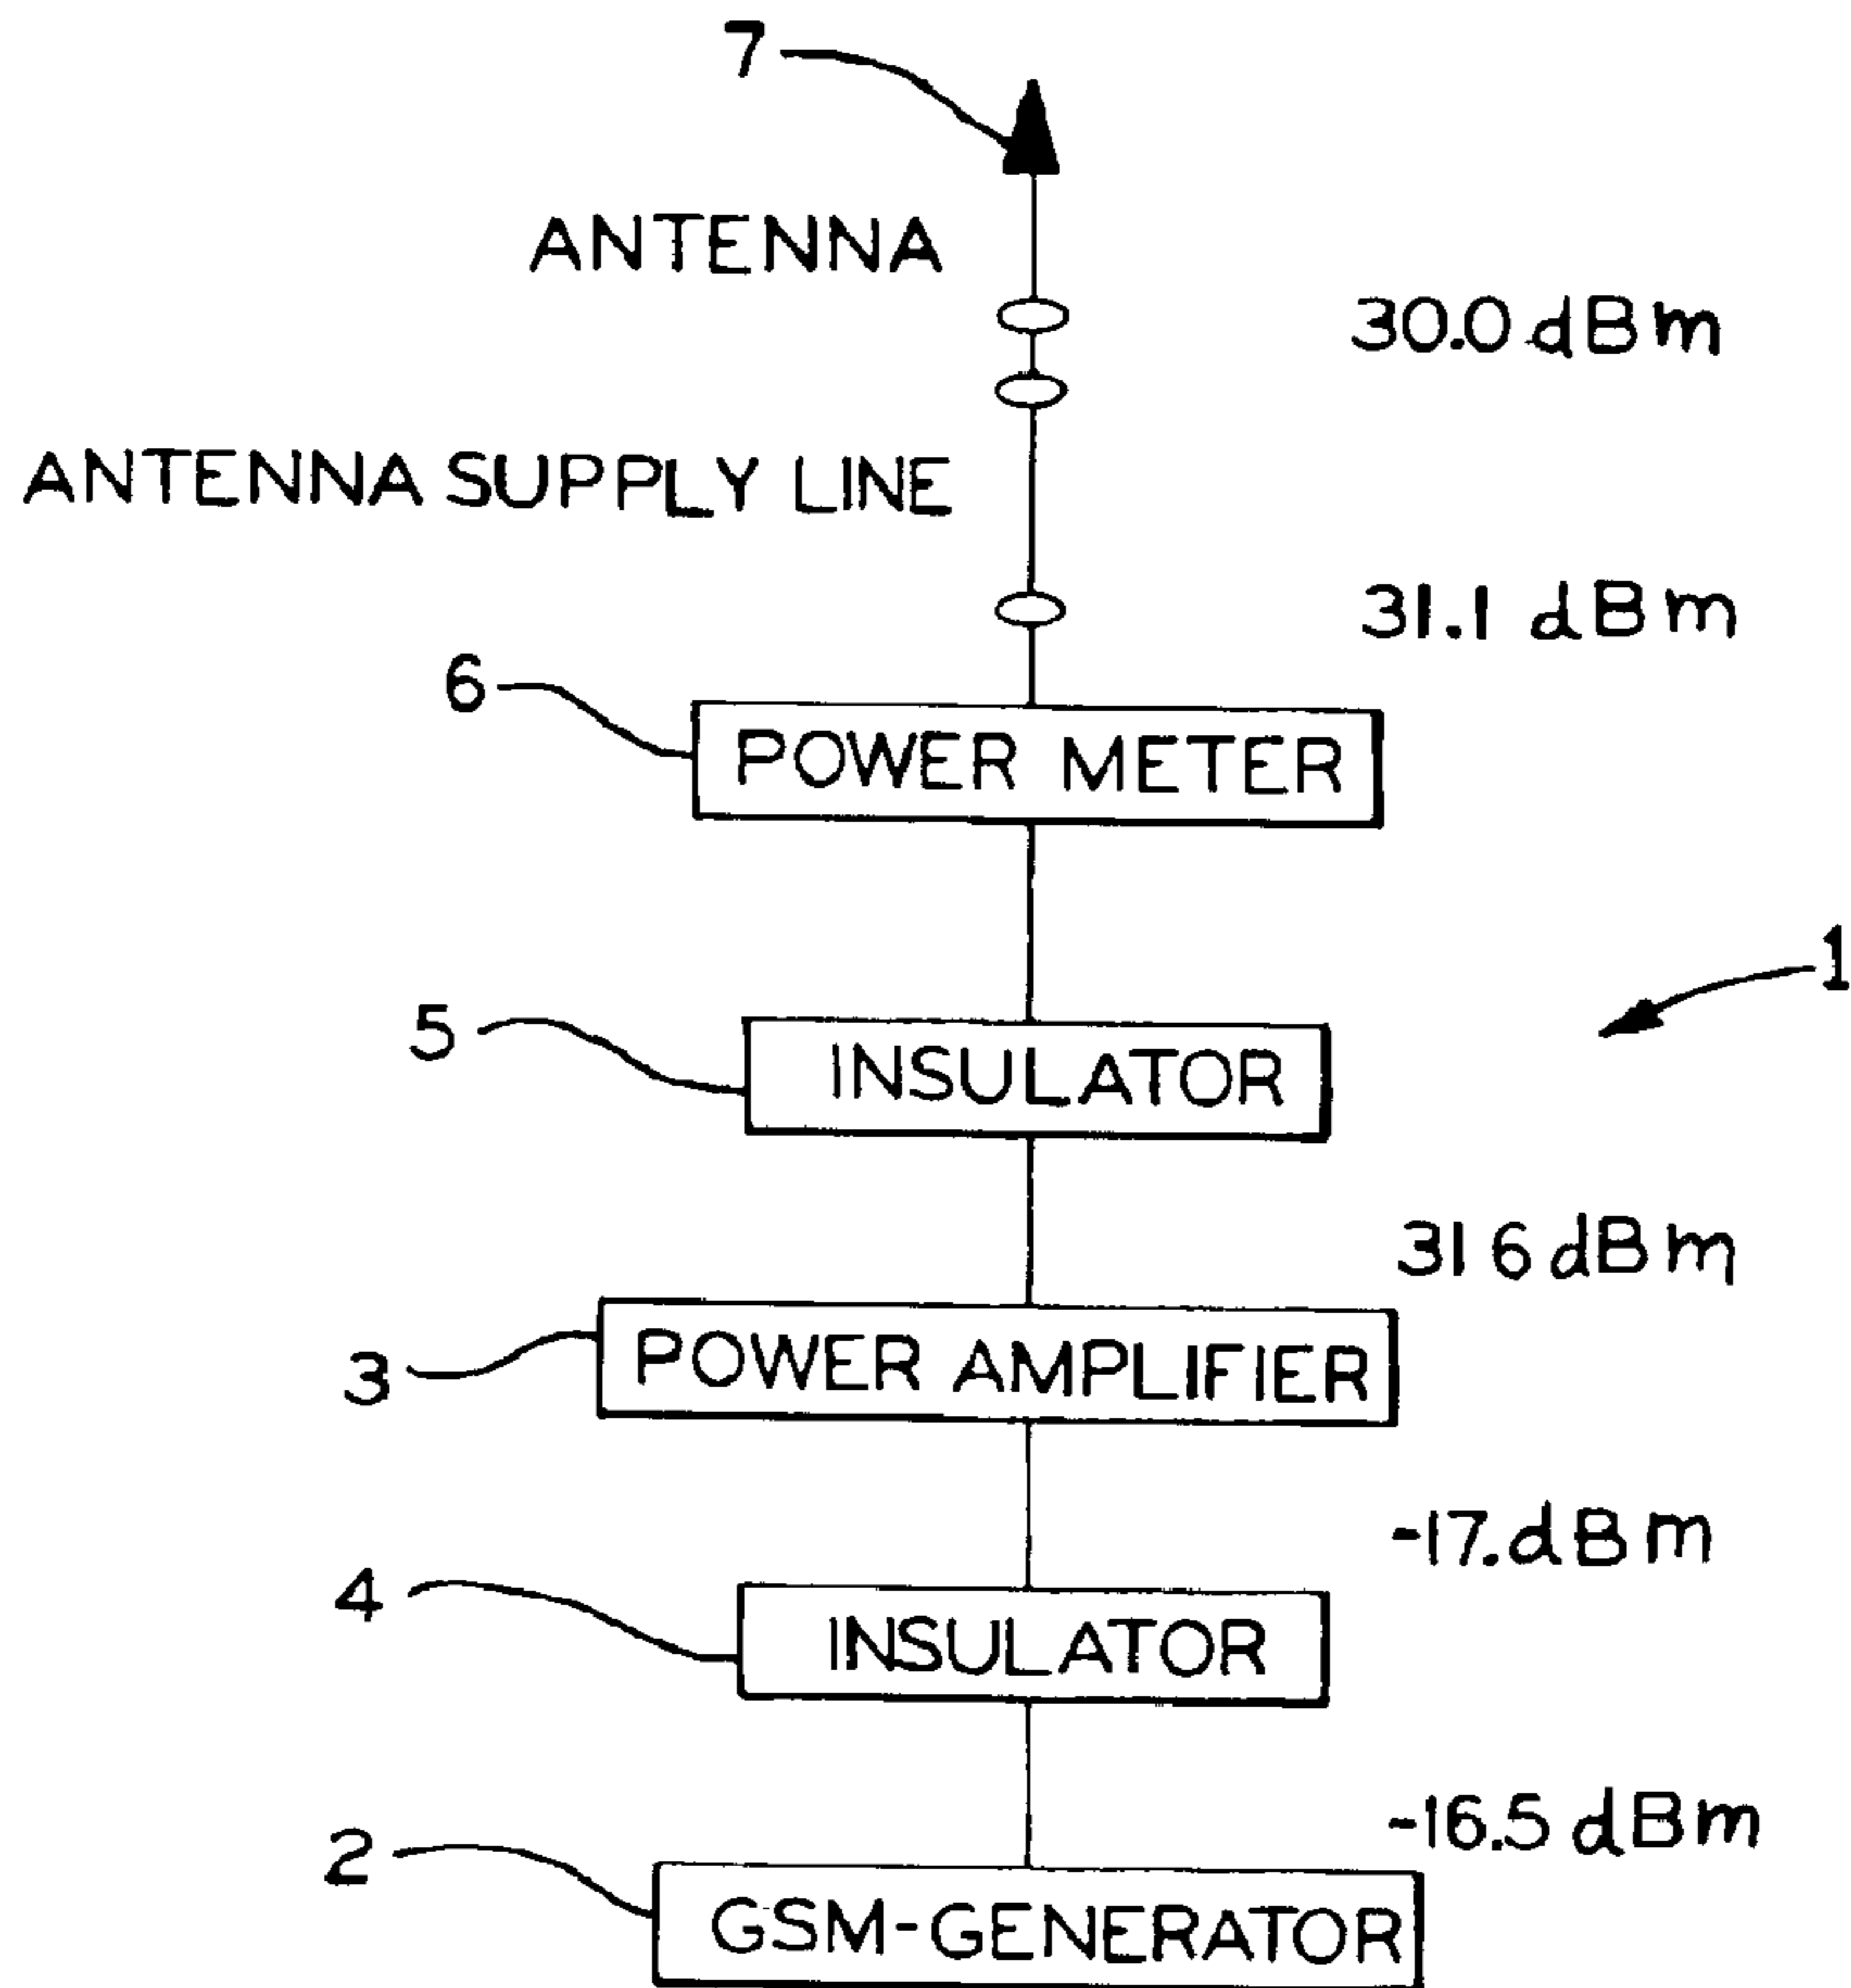 7
ANTENNA
30.0 dBm
ANTENNA SUPPLY LINE
31.1 dBm
6
POWER METER
1
5
INSULATOR
31 6 dBm
3
POWER AMPLIFIER
-17. dBm
4
INSULATOR
-16.5 dBm
2
GSM-GENERATOR